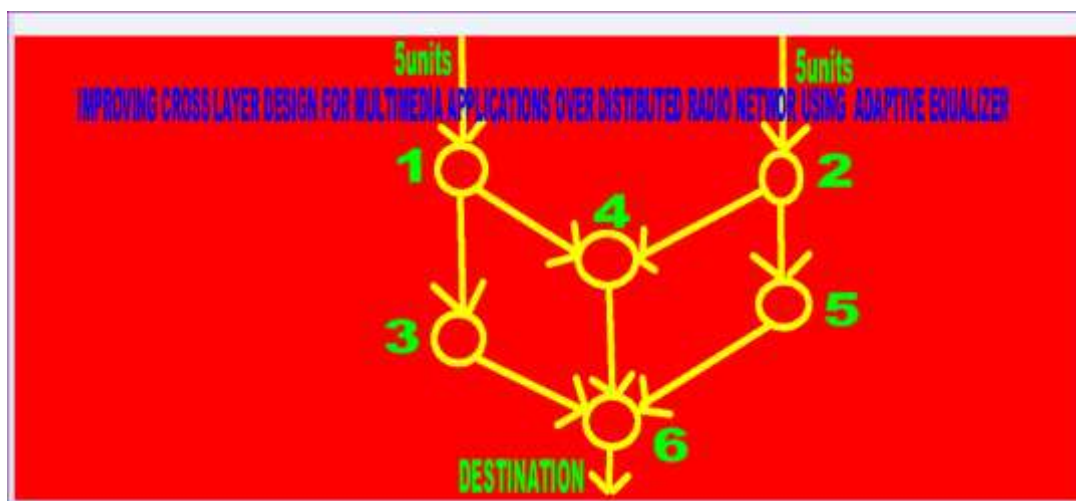 5units
5units
IMPROVING CROSS LAYER DESIGN FOR MULTIMEDIA APPLICATIONS OVER DISTIBUTED RADIO NETWOR USING ADAPTIVE EQUALIZER
1
2
4
3
5
6
DESTINATION